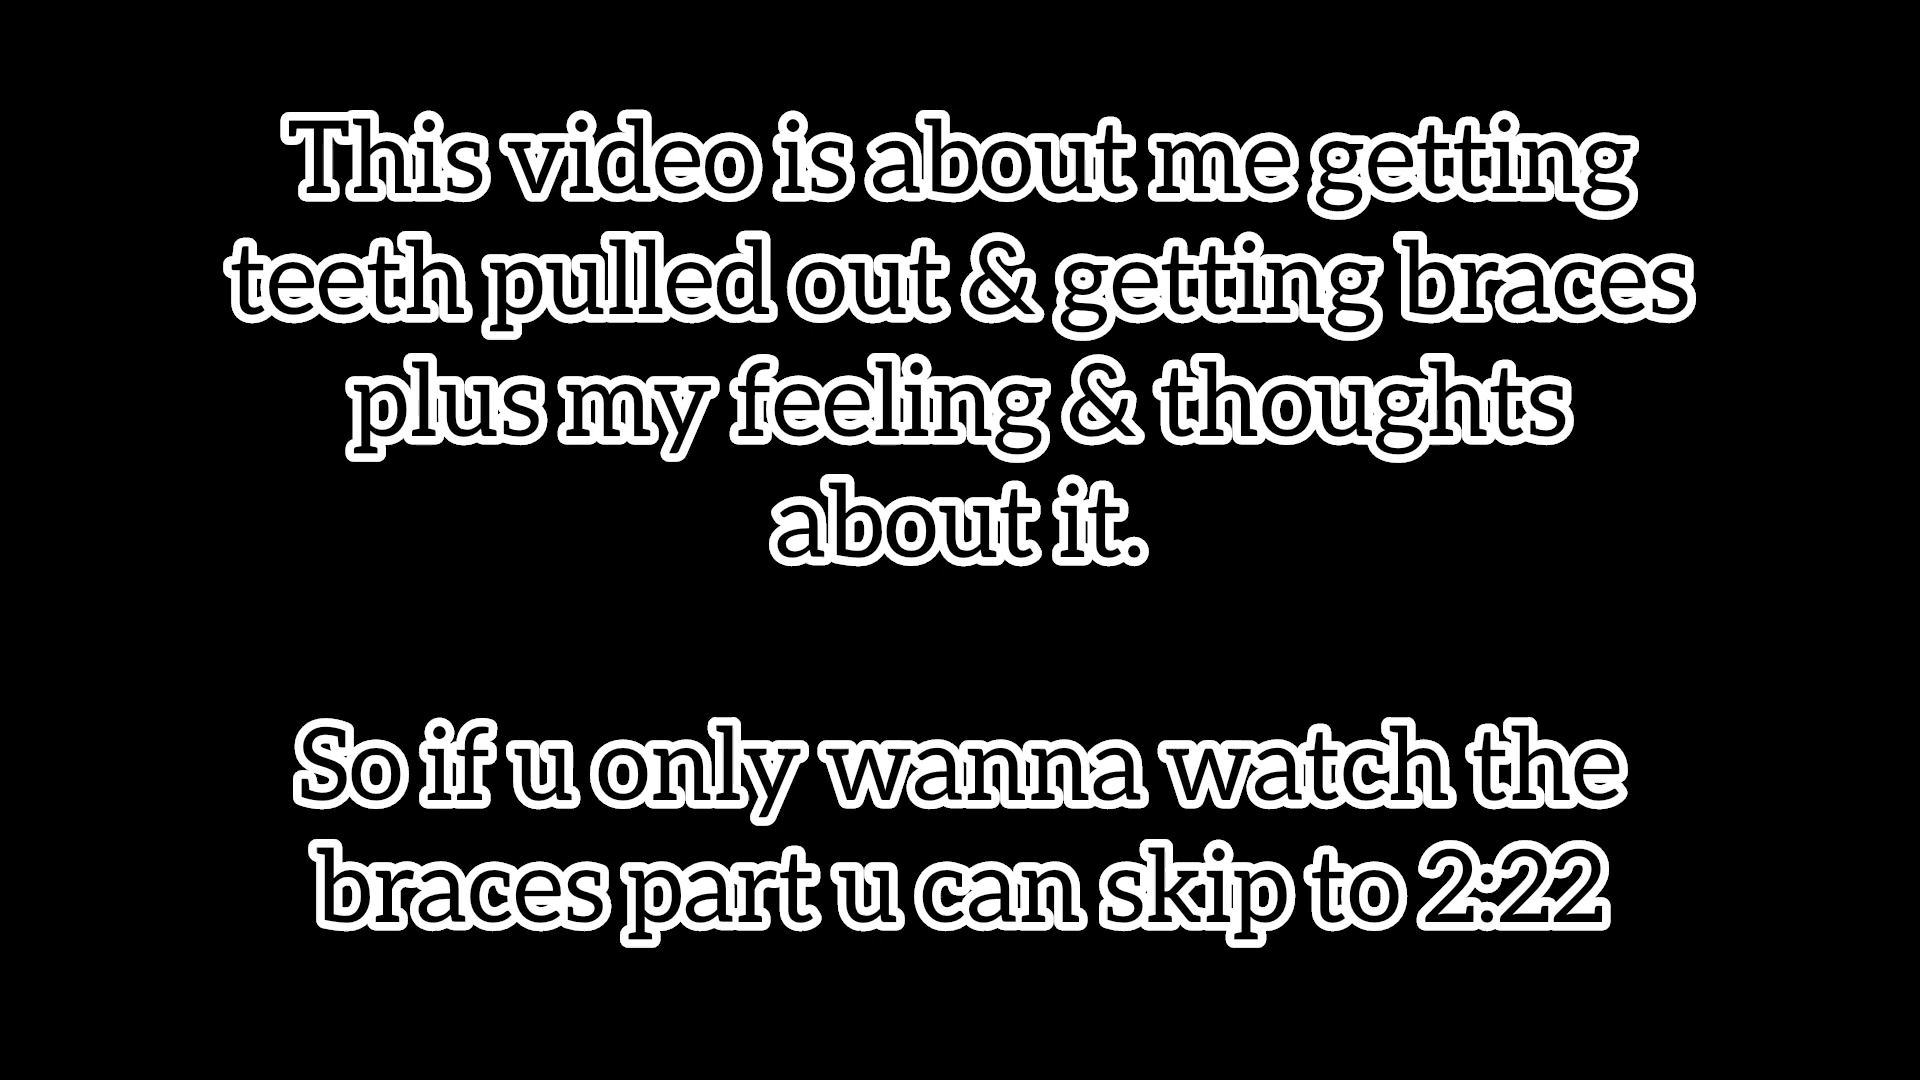 This video is about me getting
teeth pulled out & getting braces
plus my feeling & thoughts
about it.
So if u only wanna watch the
braces part u can skip to 2:22